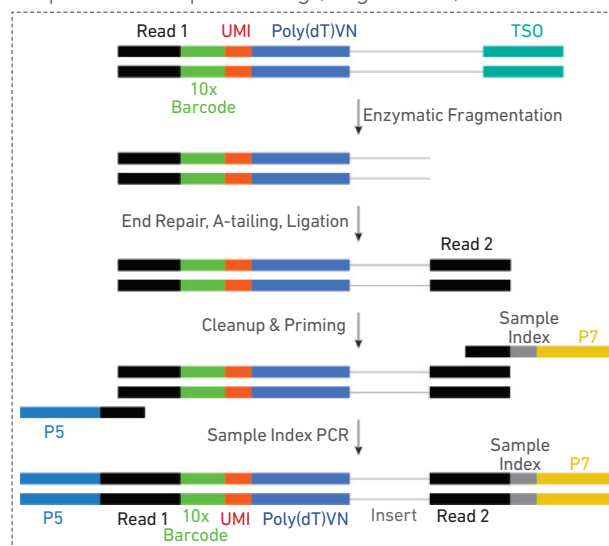 Read 1 UMI Poly(dT)VN TSO
10x
Barcode
Enzymatic Fragmentation
End Repair, A-tailing, Ligation
Read 2
Cleanup & Priming
Sample
Index P7
P5
Sample Index PCR
Sample
Index P7
P5 Read 1 10x
Barcode UMI Poly(dT)VN Insert Read 2